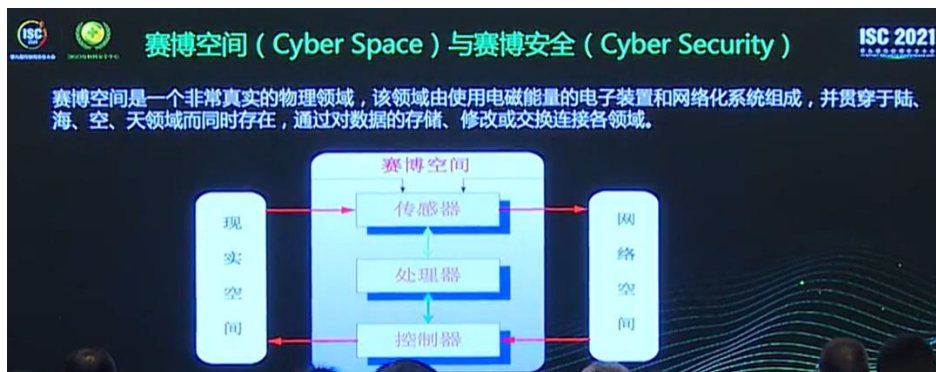 ISC
赛博空间（Cyber Space）与赛博安全（Cyber Security）
ISC 2021
赛博空间是一个非常真实的物理领域，该领域由使用电磁能量的电子装置和网络化系统组成，并贯穿于陆、
海、空、天领域而同时存在，通过对数据的存储、修改或交换连接各领域。
赛博空间
现实空间
传感器
处理器
控制器
网络空间